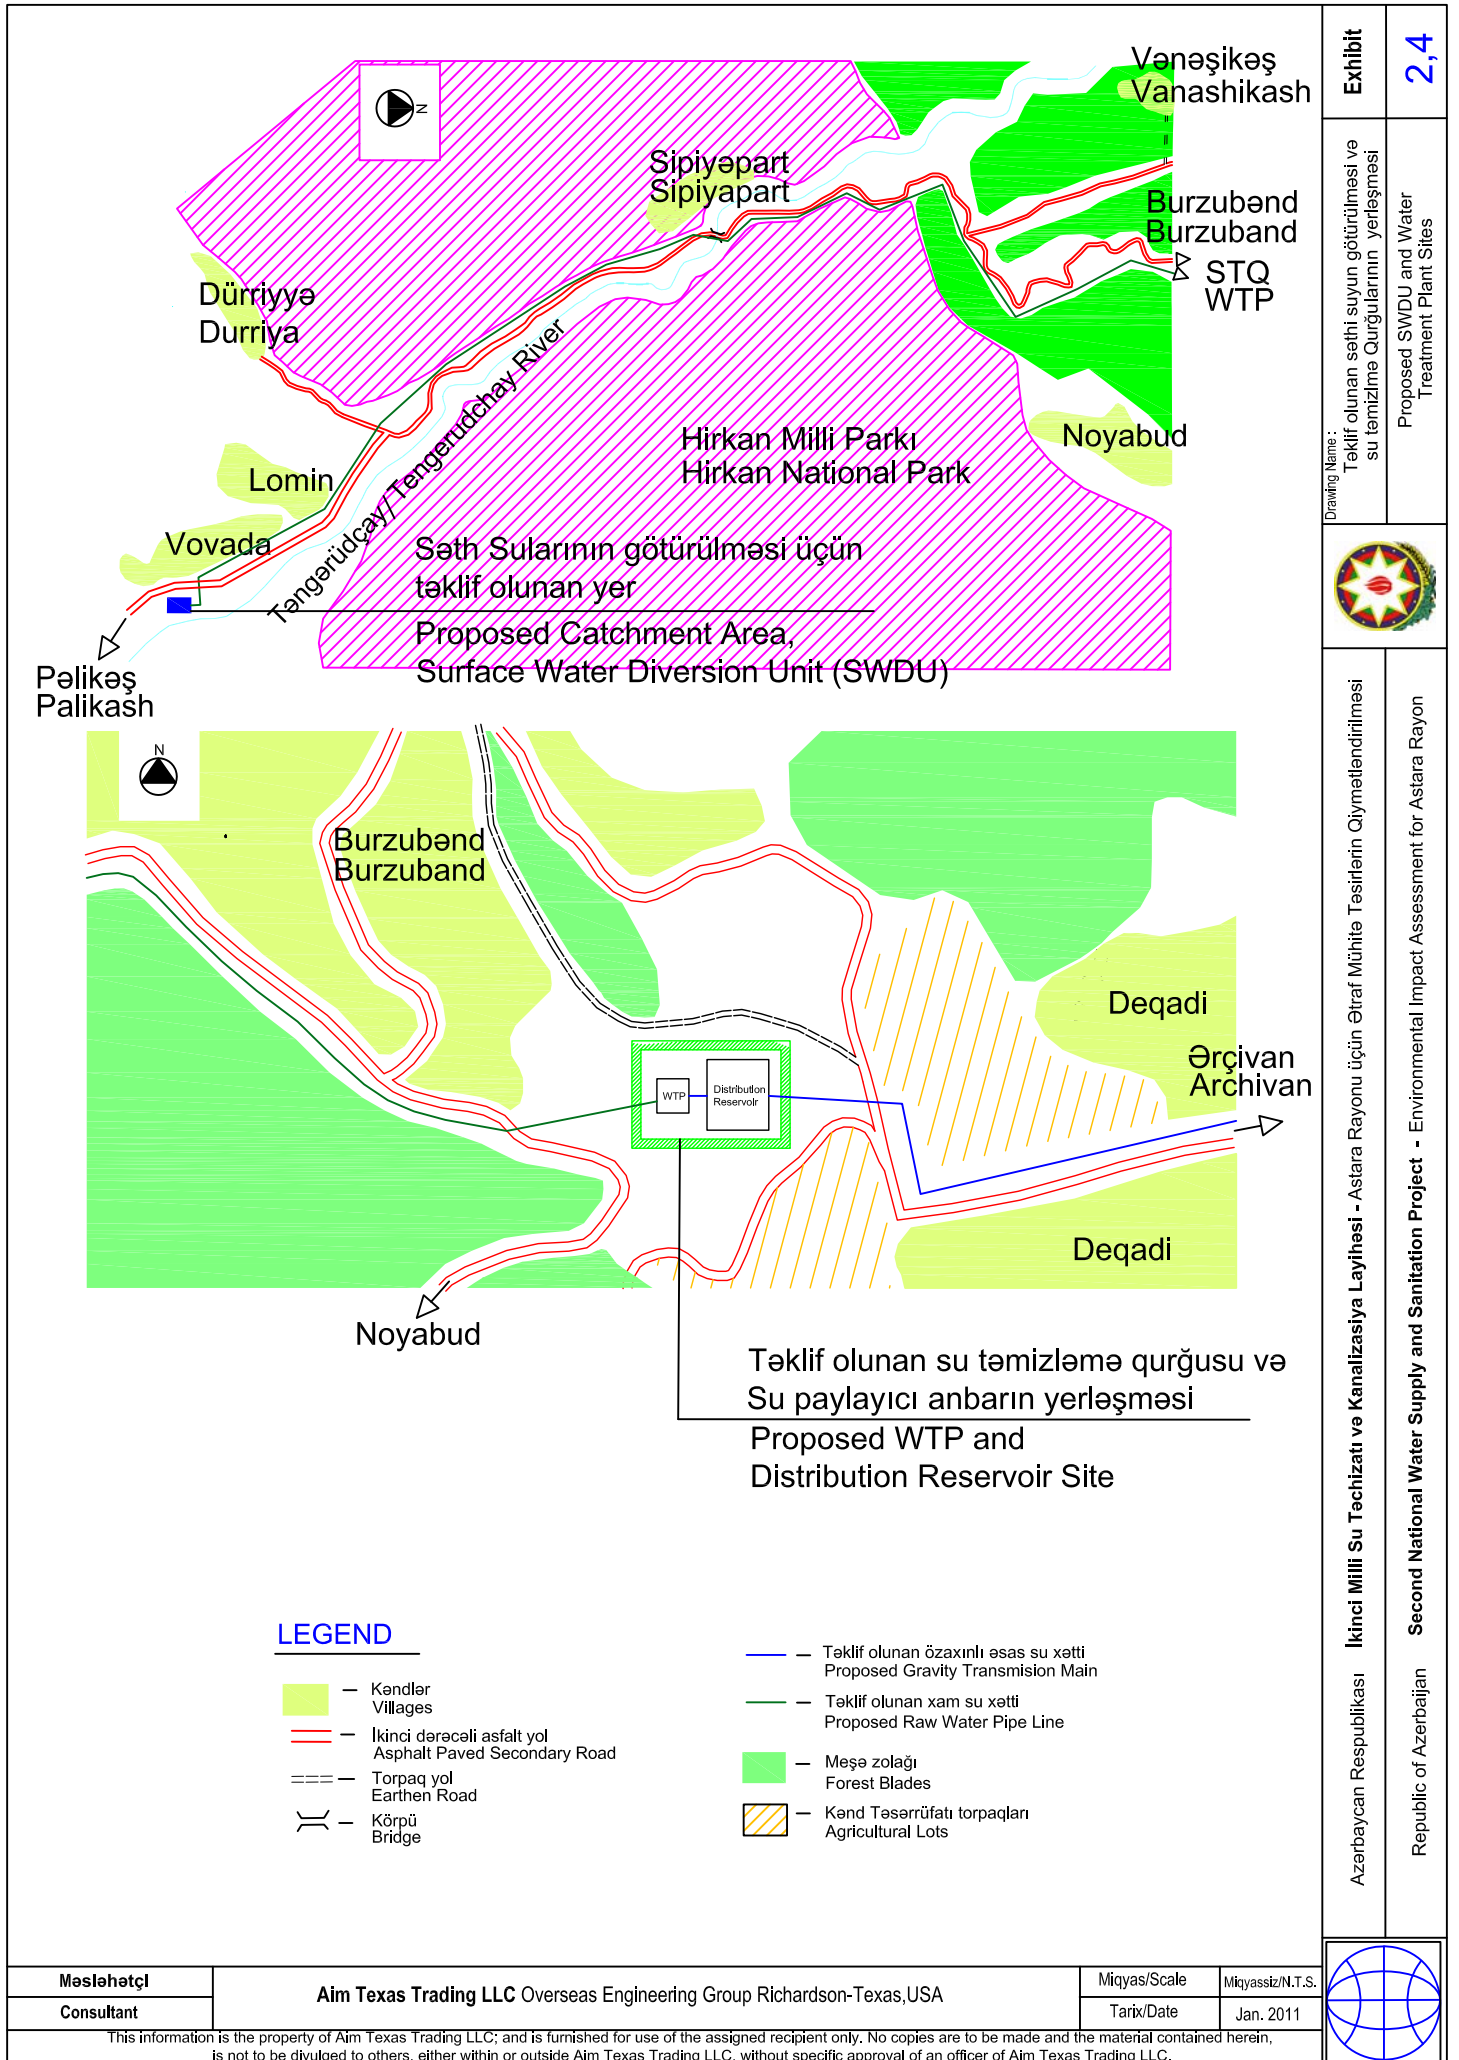 Vənəşikəş
Vanashikash
N
Sipiyəpart
Sipiyapart
Burzubənd
Burzuband
STQ
WTP
Dürriyyə
Durriya
Noyabud
Hirkan Milli Parkı
Hirkan National Park
Lomin
Vovada
Təngərüdçay/Tengerudchay River
Səth Sularının götürülməsi üçün
təklif olunan yer
Proposed Catchment Area,
Surface Water Diversion Unit (SWDU)
Pəlikəş
Palikash
N
Burzubənd
Burzuband
Deqadi
Ərçivan
Archivan
WTP
Distribution
Reservoir
Deqadi
Noyabud
Təklif olunan su təmizləmə qurğusu və
Su paylayıcı anbarın yerləşməsi
Proposed WTP and
Distribution Reservoir Site
LEGEND
Kəndlər
Villages
İkinci dərəcəli asfalt yol
Asphalt Paved Secondary Road
Torpaq yol
Earthen Road
Körpü
Bridge
Təklif olunan özaxınlı əsas su xətti
Proposed Gravity Transmision Main
Təklif olunan xam su xətti
Proposed Raw Water Pipe Line
Meşə zolağı
Forest Blades
Kənd Təsərrüfatı torpaqları
Agricultural Lots
Exhibit
2,4
Drawing Name :
Təklif olunan səthi suyun götürülməsi və
su təmizlmə Qurğularının yerləşməsi
Proposed SWDU and Water
Treatment Plant Sites
Azərbaycan Respublikası İkinci Milli Su Təchizatı və Kanalizasiya Layihəsi - Astara Rayonu üçün Ətraf Mühitə Təsirlərin Qiymətləndirilməsi
Republic of Azerbaijan Second National Water Supply and Sanitation Project - Environmental Impact Assessment for Astara Rayon
Məsləhətçi
Consultant
Aim Texas Trading LLC Overseas Engineering Group Richardson-Texas,USA
Miqyas/Scale
Miqyassiz/N.T.S.
Tarix/Date
Jan. 2011
This information is the property of Aim Texas Trading LLC; and is furnished for use of the assigned recipient only. No copies are to be made and the material contained herein,
is not to be divulged to others, either within or outside Aim Texas Trading LLC, without specific approval of an officer of Aim Texas Trading LLC.